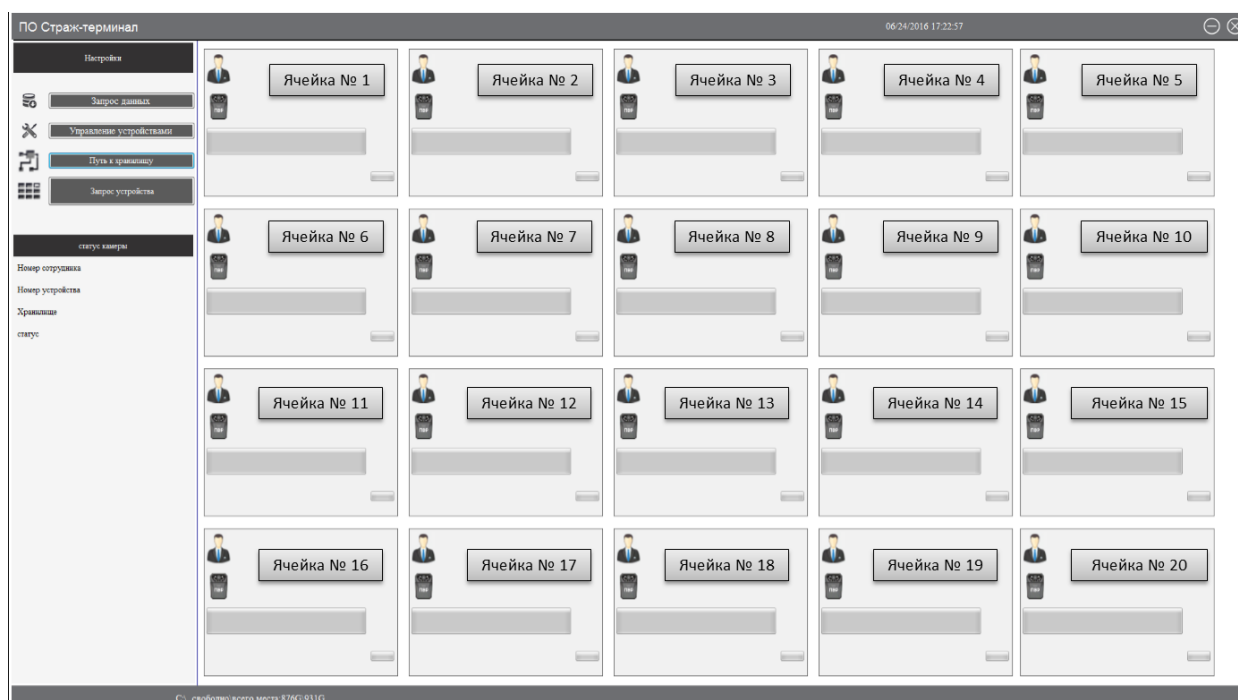 ПО Страж-терминал
06/24/2016 17:22:57
Настройки
Запрос данных
Управление устройствами
Путь к хранилищу
Запрос устройства
статус камеры
Номер сотрудника
Номер устройства
Хранилище
статус
Ячейка № 1
Ячейка № 2
Ячейка № 3
Ячейка № 4
Ячейка № 5
Ячейка № 6
Ячейка № 7
Ячейка № 8
Ячейка № 9
Ячейка № 10
Ячейка № 11
Ячейка № 12
Ячейка № 13
Ячейка № 14
Ячейка № 15
Ячейка № 16
Ячейка № 17
Ячейка № 18
Ячейка № 19
Ячейка № 20
C:\ свободно\всего места:876G\931G